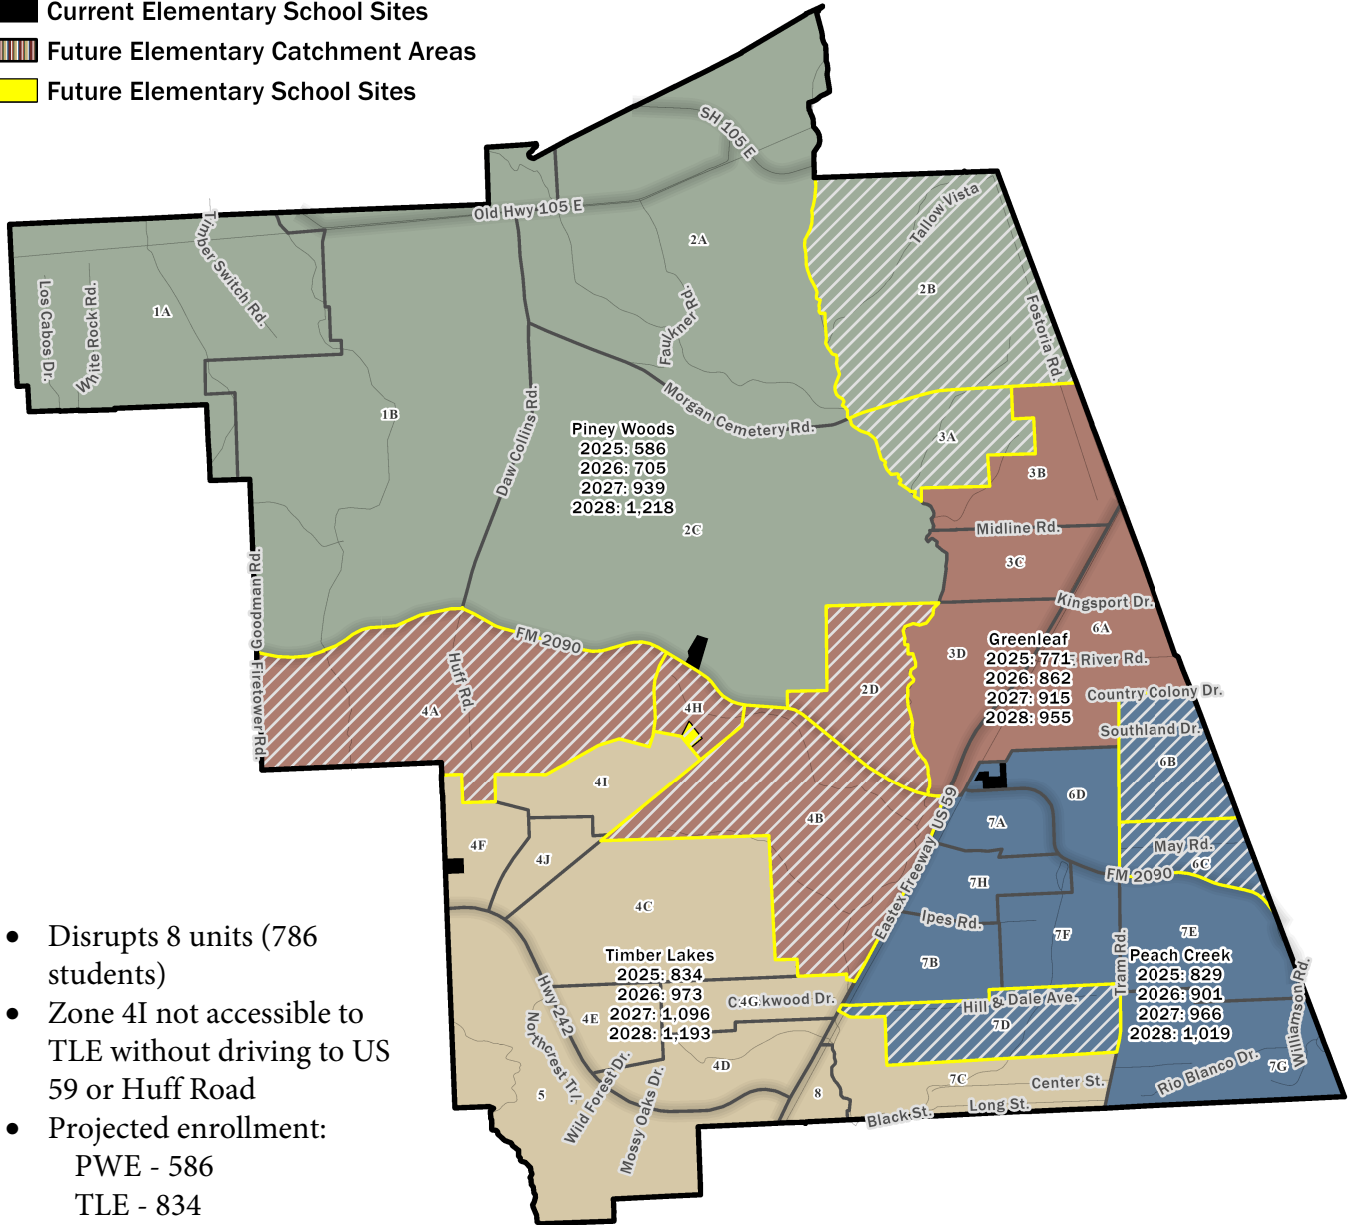 Current Elementary School Sites
Future Elementary Catchment Areas
Future Elementary School Sites
SH 105 E
Old Hwy 105 E
Tallow Vista
Timber Switch Rd.
2A
2B
Los Cabos Dr.
White Rock Rd.
1A
Faulkner Rd.
Fostoria Rd.
1B
Daw Collins Rd.
Morgan Cemetery Rd.
3A
3B
Piney Woods
2025: 586
2026: 705
2027: 939
2028: 1,218
2C
Midline Rd.
3C
Gopdman Rd.
Firetower Rd.
FM 2090
Kingsport Dr.
6A
Greenleaf
2025: 771
2026: 862
2027: 915
2028: 955
3D
River Rd.
Country Colony Dr.
Southland Dr.
Huff Rd.
4A
4H
2D
6B
4I
6D
4B
7A
US 59
Eastex Freeway
May Rd.
6C
FM 2090
4F
4J
7H
4C
Ipes Rd.
7F
7E
7B
Tram Rd.
Timber Lakes
2025: 834
2026: 973
2027: 1,096
2028: 1,193
Peach Creek
2025: 829
2026: 901
2027: 966
2028: 1,019
Hwy 242
4G
kwood Dr.
Hill & Dale Ave.
7D
Williamson Rd.
4E
Northcrest Trl.
Wild Forest Dr.
Mossy Oaks Dr.
4D
5
8
7C
Center St.
Rio Blanco Dr.
7G
Black St.
Long St.
• Disrupts 8 units (786
students)
• Zone 4I not accessible to
TLE without driving to US
59 or Huff Road
• Projected enrollment:
PWE - 586
TLE - 834